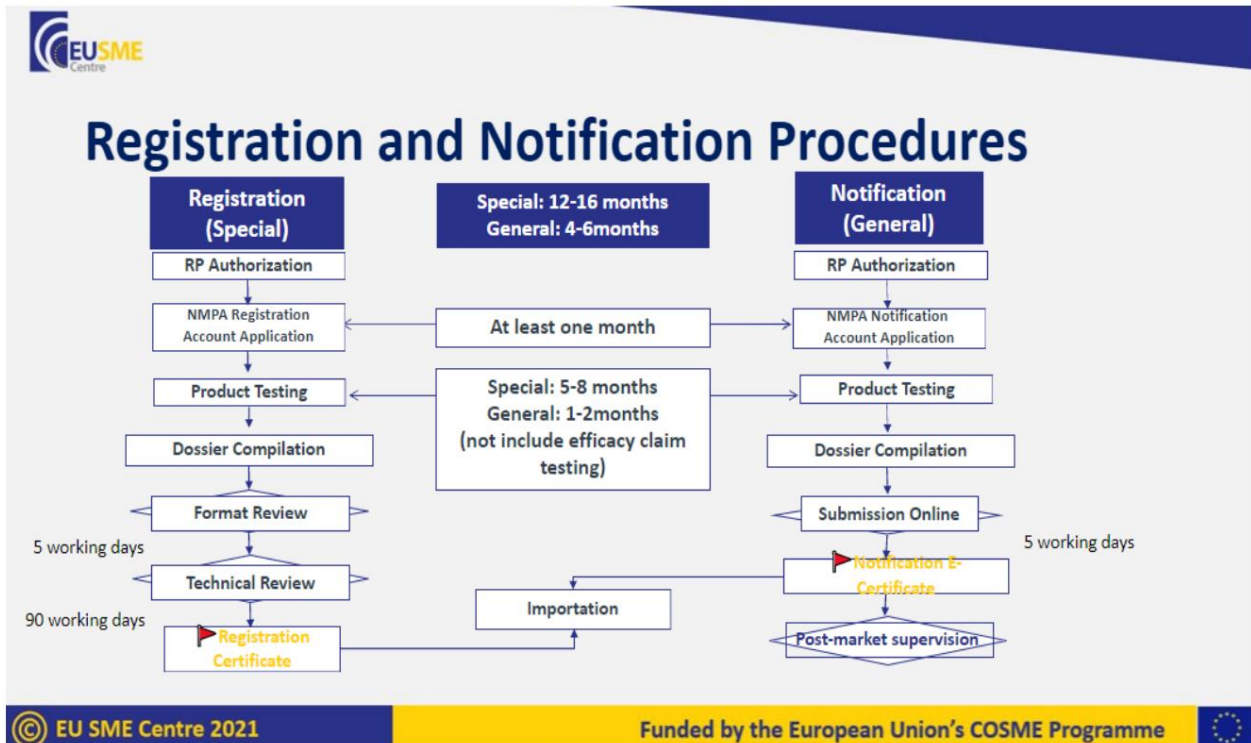 EUSME
Centre
Registration and Notification Procedures
Registration
(Special)
RP Authorization
NMPA Registration
Account Application
Product Testing
Dossier Compilation
Format Review
5 working days
Technical Review
90 working days
Registration
Certificate
Special: 12-16 months
General: 4-6months
At least one month
Special: 5-8 months
General: 1-2months
(not include efficacy claim
testing)
Importation
Notification
(General)
RP Authorization
NMPA Notification
Account Application
Product Testing
Dossier Compilation
Submission Online
5 working days
Notification E-
Certificate
Post-market supervision
© EU SME Centre 2021
Funded by the European Union's COSME Programme